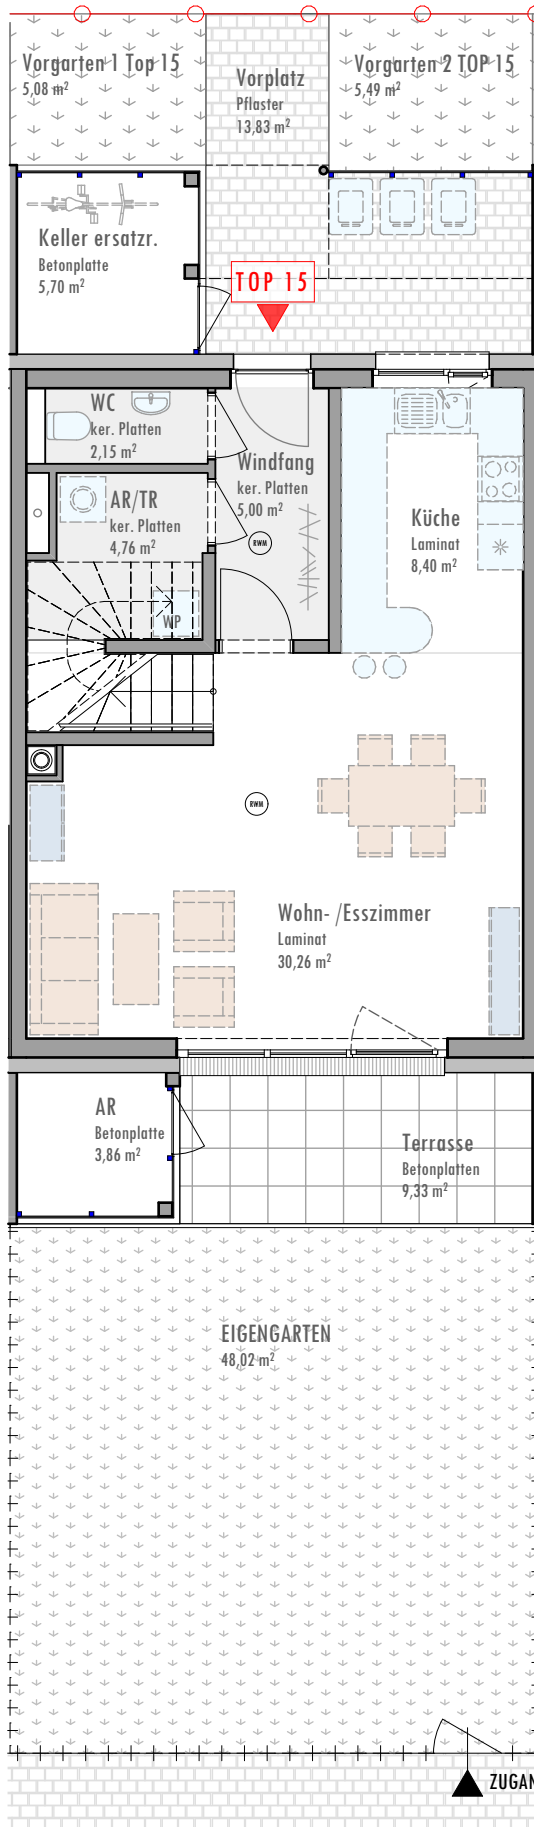 Vorgarten 1 Top 15
5,08 m²
Vorplatz
Pflaster
13,83 m²
Vorgarten 2 TOP 15
5,49 m²
Keller ersatzr.
Betonplatte
5,70 m²
TOP 15
WC
ker. Platten
2,15 m²
Windfang
ker. Platten
5,00 m²
RWM
AR/TR
ker. Platten
4,76 m²
WP
Küche
Laminat
8,40 m²
RWM
Wohn- /Esszimmer
Laminat
30,26 m²
AR
Betonplatte
3,86 m²
Terrasse
Betonplatten
9,33 m²
EIGENGARTEN
48,02 m²
ZUGAN